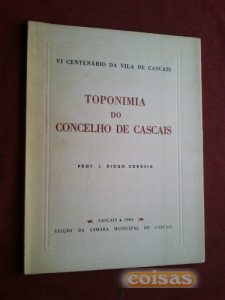 VI CENTENÁRIO DA VILA DE CASCAIS
TOPONIMIA
DO
CONCELHO DE CASCAIS
PROF. J. DIOGO CORREIA
CASCAIS • 1964
EDIÇÃO DA CÂMARA MUNICIPAL DE CASCAIS
coisas